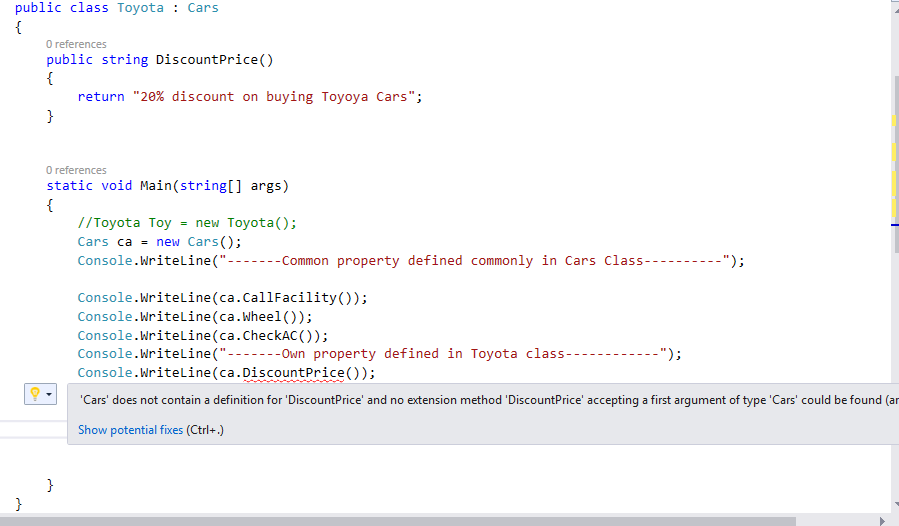 public class Toyota : Cars
{
0 references
public string DiscountPrice()
{
return "20% discount on buying Toyoya Cars";
}
0 references
static void Main(string[] args)
{
//Toyota Toy = new Toyota();
Cars ca = new Cars();
Console.WriteLine("-------Common property defined commonly in Cars Class----------");
Console.WriteLine(ca.CallFacility());
Console.WriteLine(ca.Wheel());
Console.WriteLine(ca.CheckAC());
Console.WriteLine("-------Own property defined in Toyota class------------");
Console.WriteLine(ca.DiscountPrice());
'Cars' does not contain a definition for 'DiscountPrice' and no extension method 'DiscountPrice' accepting a first argument of type 'Cars' could be found (ar
Show potential fixes (Ctrl+.)
}
}